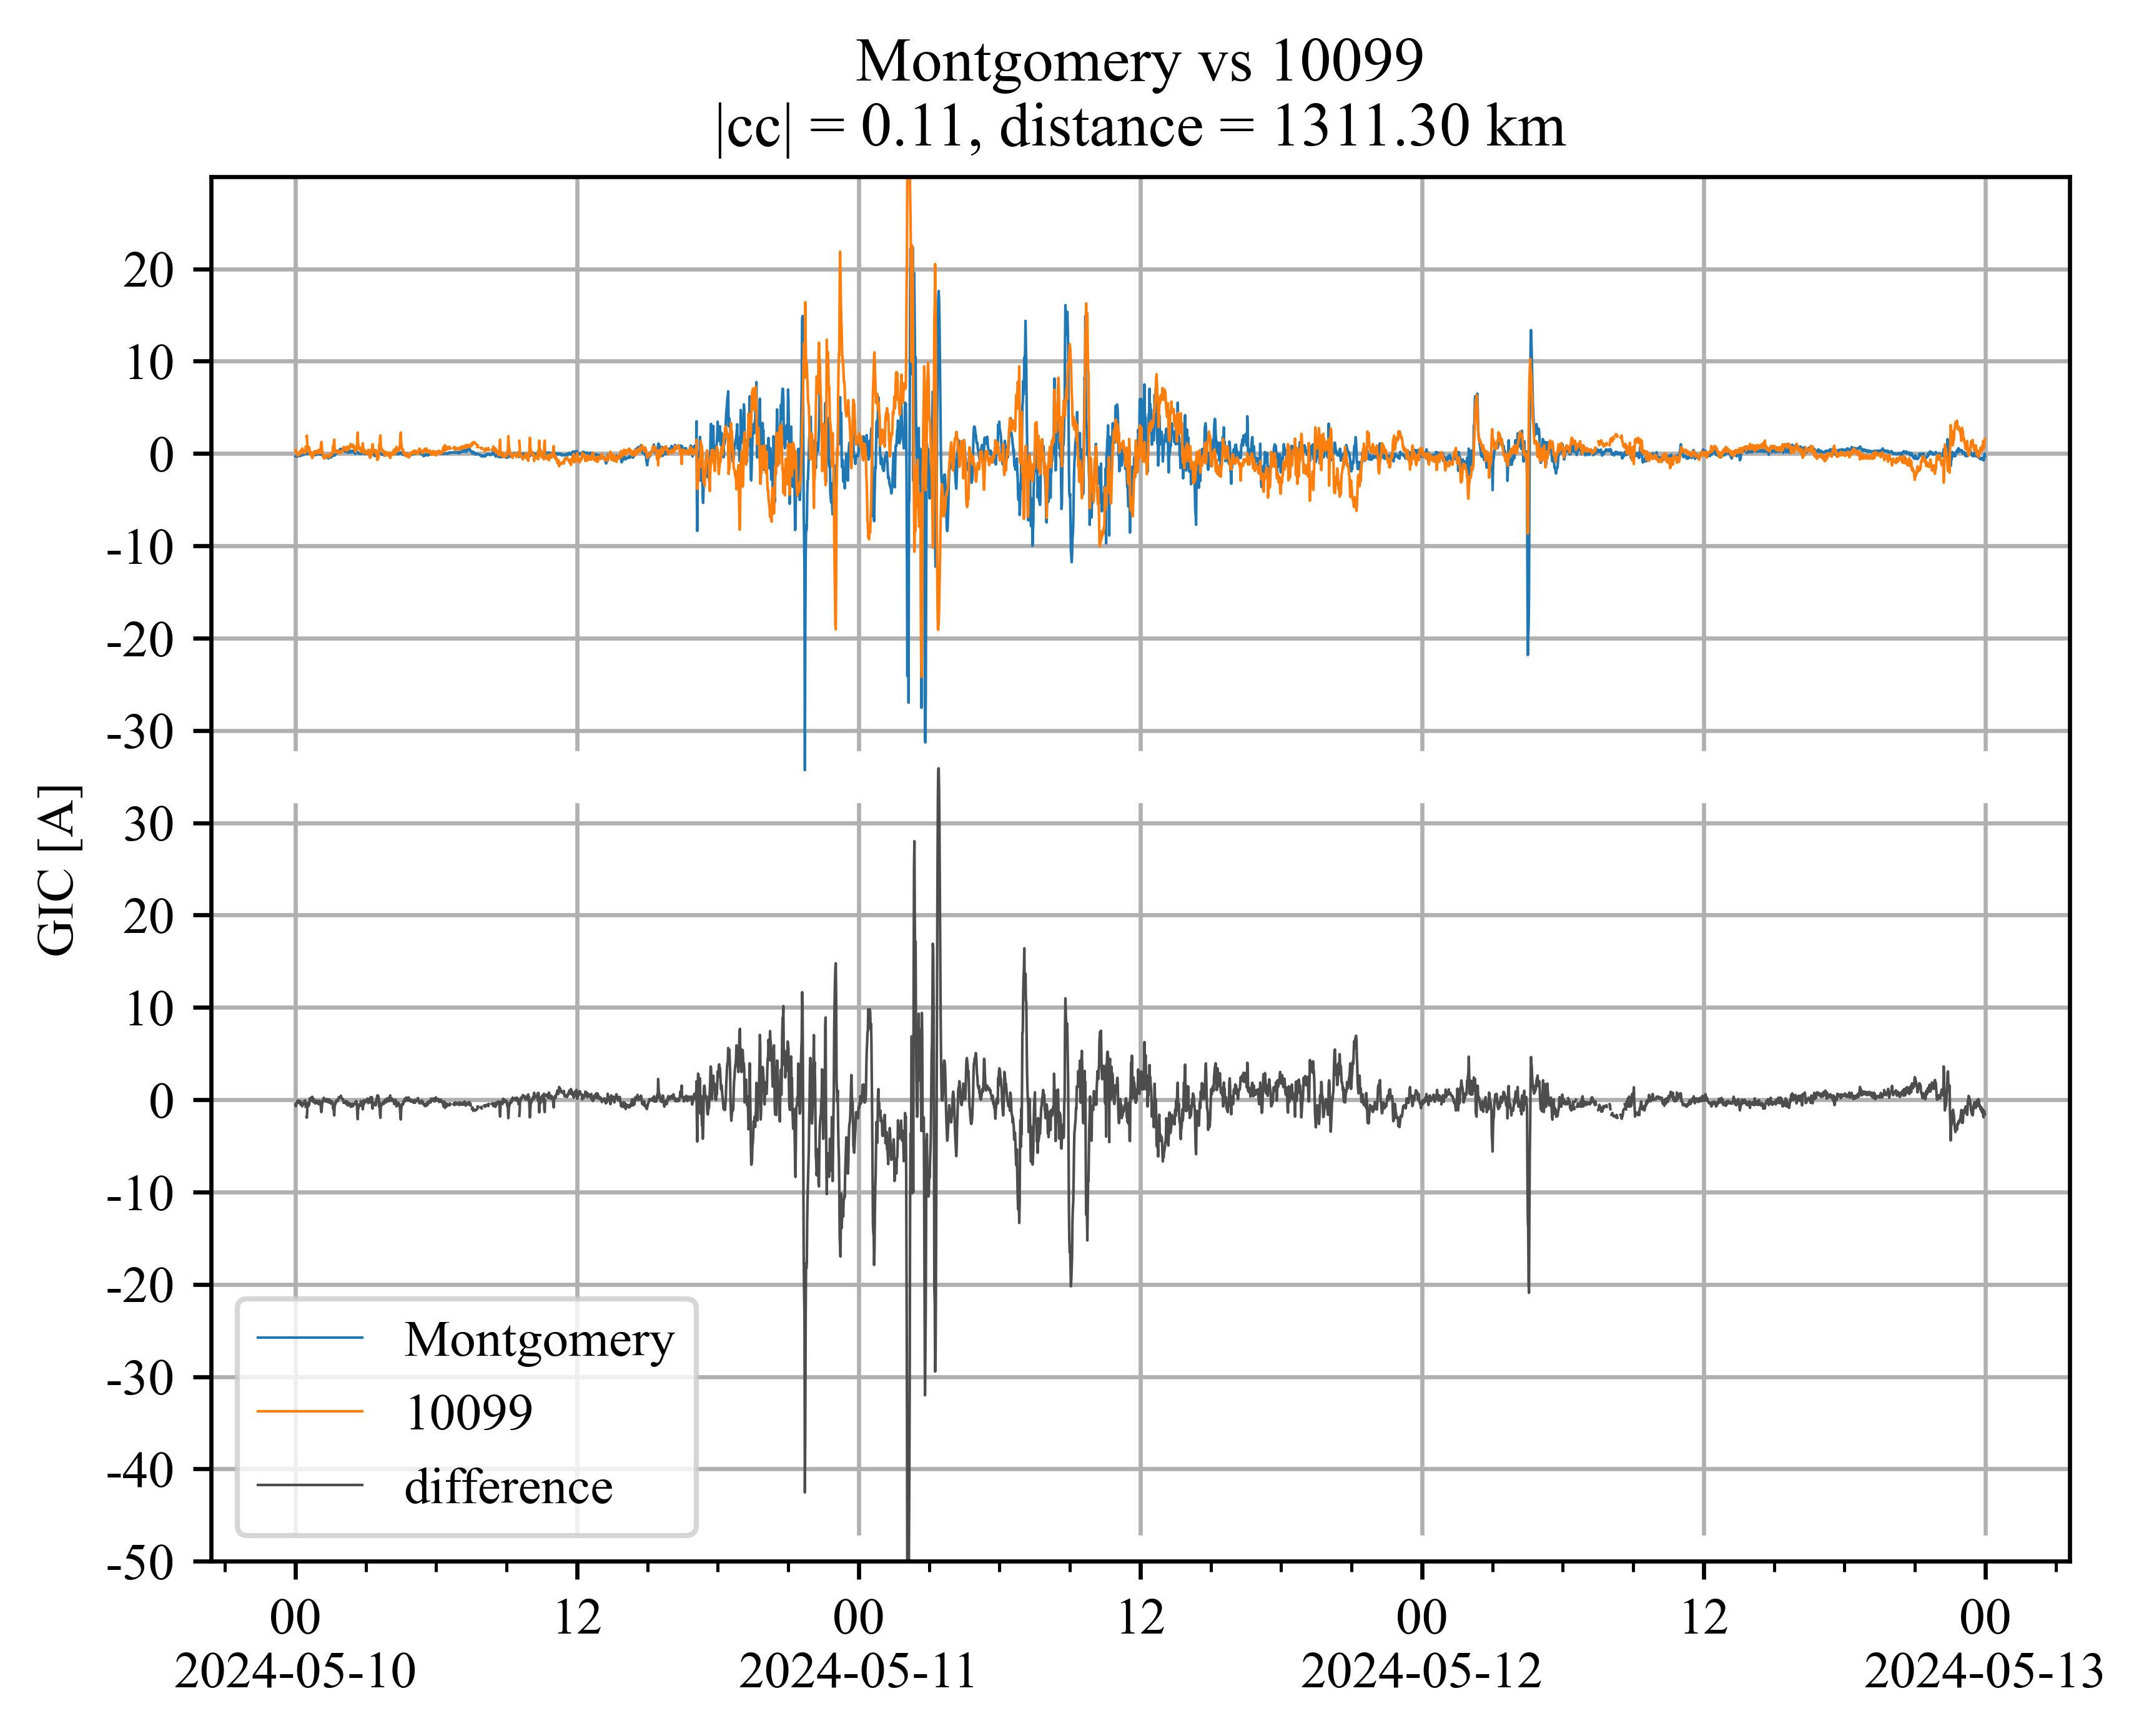 Montgomery vs 10099
|cc| = 0.11, distance = 1311.30 km
20
10
0
-10
-20
-30
30
20
10
0
-10
-20
-30
-40
-50
GIC [A]
Montgomery
10099
difference
00 12 00 12 00 12 00
2024-05-10 2024-05-11 2024-05-12 2024-05-13